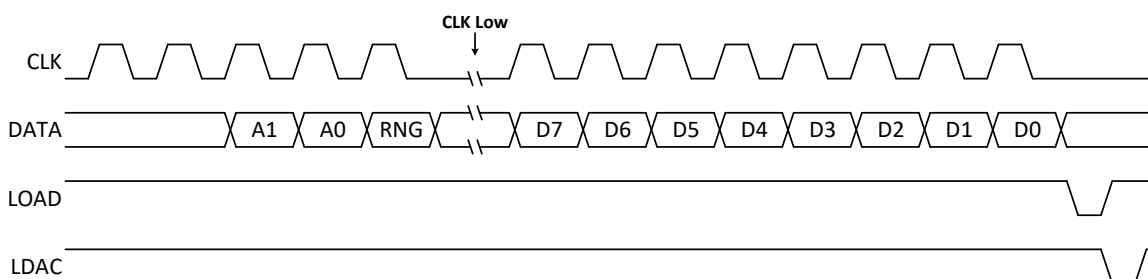 CLK Low
CLK
DATA A1 A0 RNG D7 D6 D5 D4 D3 D2 D1 D0
LOAD
LDAC